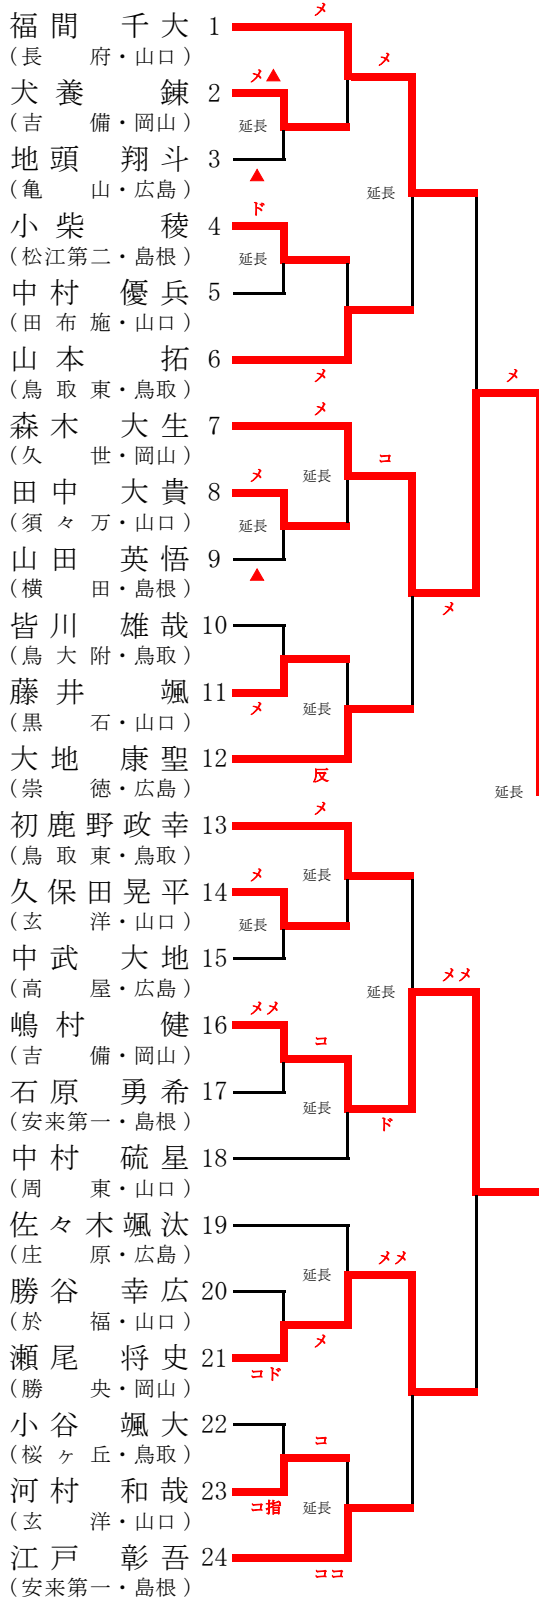 メ
福間 千大 1
(長 府・山口)
メ
メ▲
犬養 錬 2
(吉 備・岡山)
延長
地頭 翔斗 3
▲
(亀 山・広島)
延長
ド
小柴 稜 4
(松江第二・島根)
延長
中村 優兵 5
(田布施・山口)
山本 拓 6
メ
(鳥取東・鳥取)
メ
メ
森木 大生 7
(久 世・岡山)
コ
メ
延長
田中 大貴 8
(須々万・山口)
延長
山田 英悟 9
▲
(横 田・島根)
メ
皆川 雄哉 10
(鳥大附・鳥取)
藤井 颯 11
メ
延長
(黒 石・山口)
大地 康聖 12
反
(崇 徳・広島)
延長
メ
初鹿野政幸 13
(鳥取東・鳥取)
メ
延長
久保田晃平 14
(玄 洋・山口)
延長
中武 大地 15
(高 屋・広島)
メメ
延長
メメ
嶋村 健 16
(吉 備・岡山)
コ
石原 勇希 17
延長
(安来第一・島根)
ド
中村 硫星 18
(周 東・山口)
佐々木颯汰 19
(庄 原・広島)
メメ
延長
勝谷 幸広 20
(於 福・山口)
メ
瀬尾 将史 21
コド
(勝 央・岡山)
小谷 颯大 22
コ
(桜ヶ丘・鳥取)
河村 和哉 23
コ指
延長
(玄 洋・山口)
江戸 彰吾 24
ココ
(安来第一・島根)